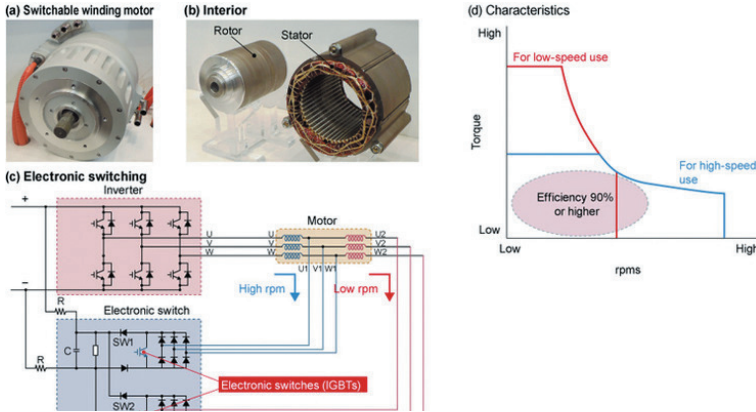 (a) Switchable winding motor
(b) Interior
Rotor
Stator
(c) Electronic switching
Inverter
+
U
V
W
−
Motor
U
V
W
U2
V2
W2
U1 V1 W1
High rpm
Low rpm
R
Electronic switch
SW1
C
R
Electronic switches (IGBTs)
SW2
(d) Characteristics
High
For low-speed use
Torque
For high-speed
use
Efficiency 90%
or higher
Low
Low
High
rpms